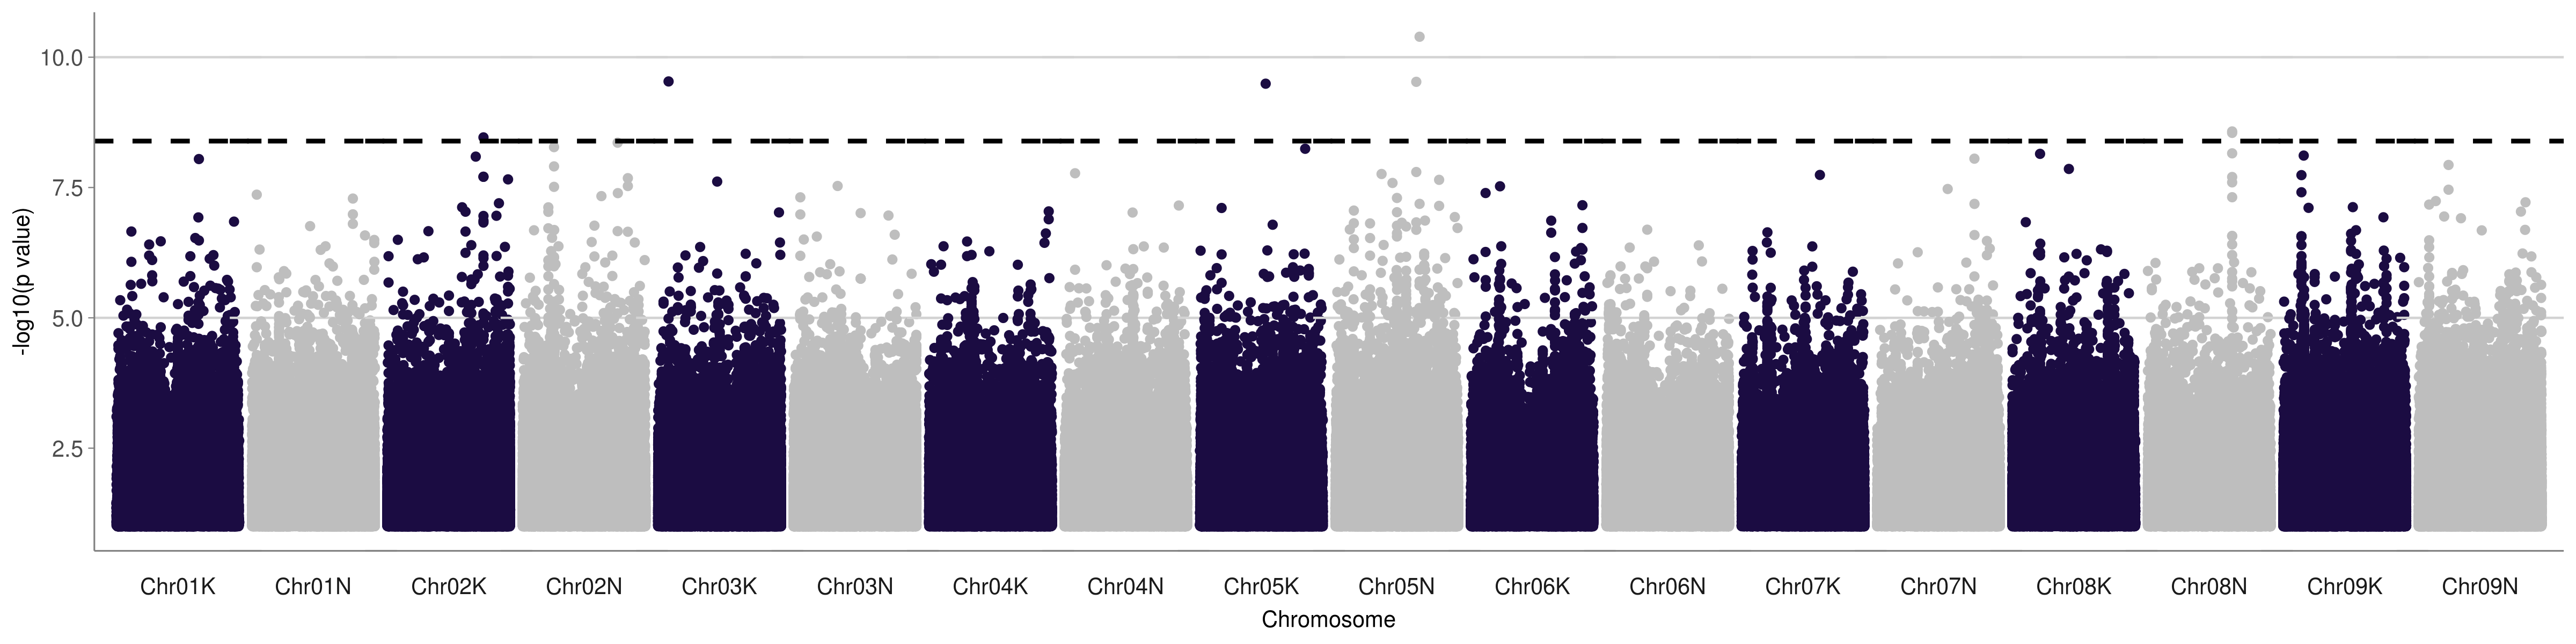 -log10(p value)
10.0
7.5
5.0
2.5
Chr01K Chr01N Chr02K Chr02N Chr03K Chr03N Chr04K Chr04N Chr05K Chr05N Chr06K Chr06N Chr07K Chr07N Chr08K Chr08N Chr09K Chr09N
Chromosome